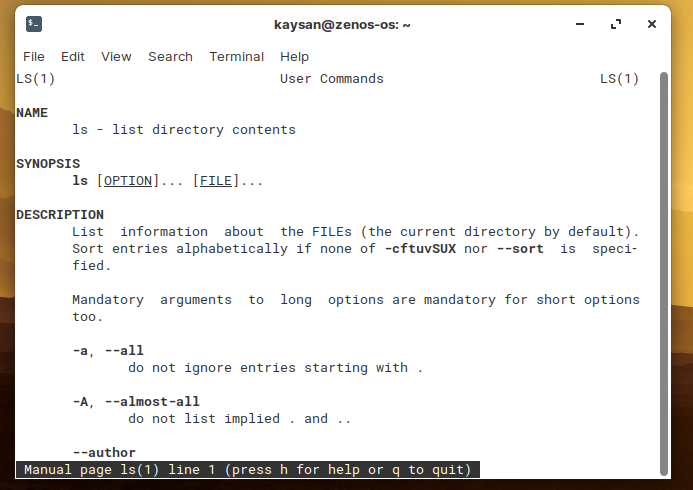 $_
kaysan@zenos-os: ~
File Edit View Search Terminal Help
LS(1) User Commands LS(1)
NAME
ls - list directory contents
SYNOPSIS
ls [OPTION]... [FILE]...
DESCRIPTION
List information about the FILEs (the current directory by default).
Sort entries alphabetically if none of -cftuvSUX nor --sort is speci-
fied.
Mandatory arguments to long options are mandatory for short options
too.
-a, --all
do not ignore entries starting with .
-A, --almost-all
do not list implied . and ..
--author
Manual page ls(1) line 1 (press h for help or q to quit)